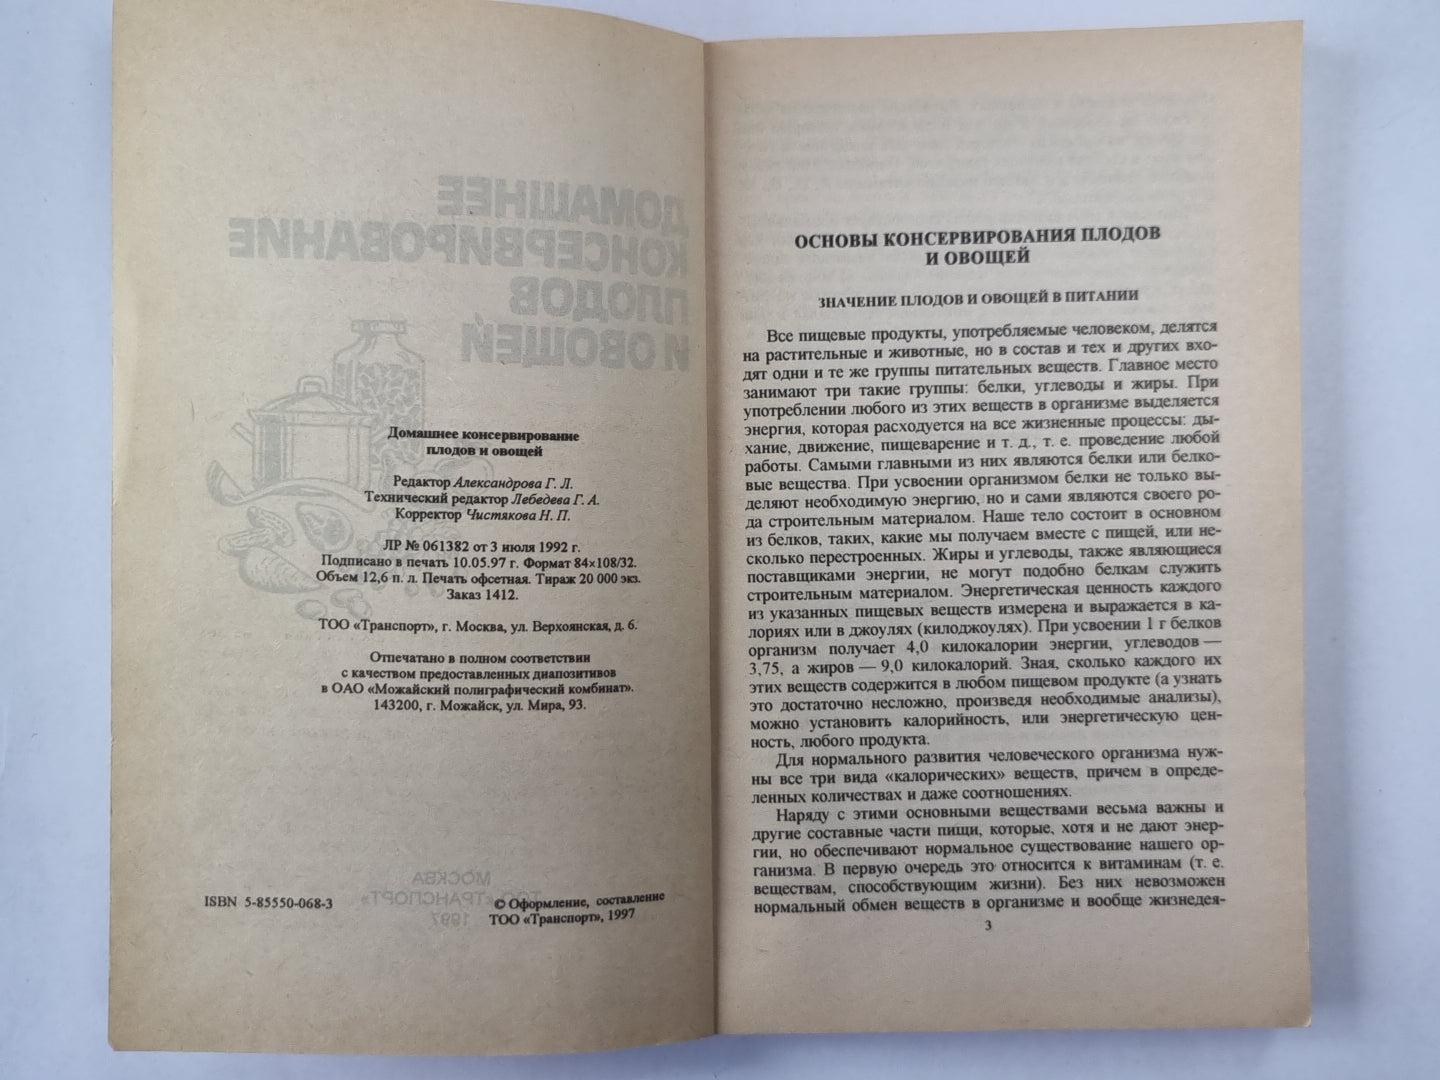 Домашнее консервирование
плодов и овощей
Редактор Александрова Г. Л.
Технический редактор Лебедева Г. А.
Корректор Чистякова Н. П.
ЛР № 061382 от 3 июля 1992 г.
Подписано в печать 10.05.97 г. Формат 84×108/32.
Объем 12,6 п. л. Печать офсетная. Тираж 20 000 экз.
Заказ 1412.
ТОО «Транспорт», г. Москва, ул. Верхоянская, д. 6.
Отпечатано в полном соответствии
с качеством предоставленных диапозитивов
в ОАО «Можайский полиграфический комбинат».
143200, г. Можайск, ул. Мира, 93.
ISBN 5-85550-068-3
© Оформление, составление
ТОО «Транспорт», 1997
ДОМАШНЕЕ
КОНСЕРВИРОВАНИЕ
ПЛОДОВ
И ОВОЩЕЙ
МОСКВА
ТОО «ТРАНСПОРТ»
1997
ОСНОВЫ КОНСЕРВИРОВАНИЯ ПЛОДОВ
И ОВОЩЕЙ
ЗНАЧЕНИЕ ПЛОДОВ И ОВОЩЕЙ В ПИТАНИИ
Все пищевые продукты, употребляемые человеком, делятся
на растительные и животные, но в состав и тех и других вхо-
дят одни и те же группы питательных веществ. Главное место
занимают три такие группы: белки, углеводы и жиры. При
употреблении любого из этих веществ в организме выделяется
энергия, которая расходуется на все жизненные процессы: ды-
хание, движение, пищеварение и т. д., т. е. проведение любой
работы. Самыми главными из них являются белки или белко-
вые вещества. При усвоении организмом белки не только вы-
деляют необходимую энергию, но и сами являются своего ро-
да строительным материалом. Наше тело состоит в основном
из белков, таких, какие мы получаем вместе с пищей, или не-
сколько перестроенных. Жиры и углеводы, также являющиеся
поставщиками энергии, не могут подобно белкам служить
строительным материалом. Энергетическая ценность каждого
из указанных пищевых веществ измерена и выражается в ка-
лориях или в джоулях (килоджоулях). При усвоении 1 г белков
организм получает 4,0 килокалории энергии, углеводов —
3,75, а жиров — 9,0 килокалорий. Зная, сколько каждого их
этих веществ содержится в любом пищевом продукте (а узнать
это достаточно несложно, произведя необходимые анализы),
можно установить калорийность, или энергетическую цен-
ность, любого продукта.
Для нормального развития человеческого организма нуж-
ны все три вида «калорических» веществ, причем в опреде-
ленных количествах и даже соотношениях.
Наряду с этими основными веществами весьма важны и
другие составные части пищи, которые, хотя и не дают энер-
гии, но обеспечивают нормальное существование нашего ор-
ганизма. В первую очередь это относится к витаминам (т. е.
веществам, способствующим жизни). Без них невозможен
нормальный обмен веществ в организме и вообще жизнедея-
3